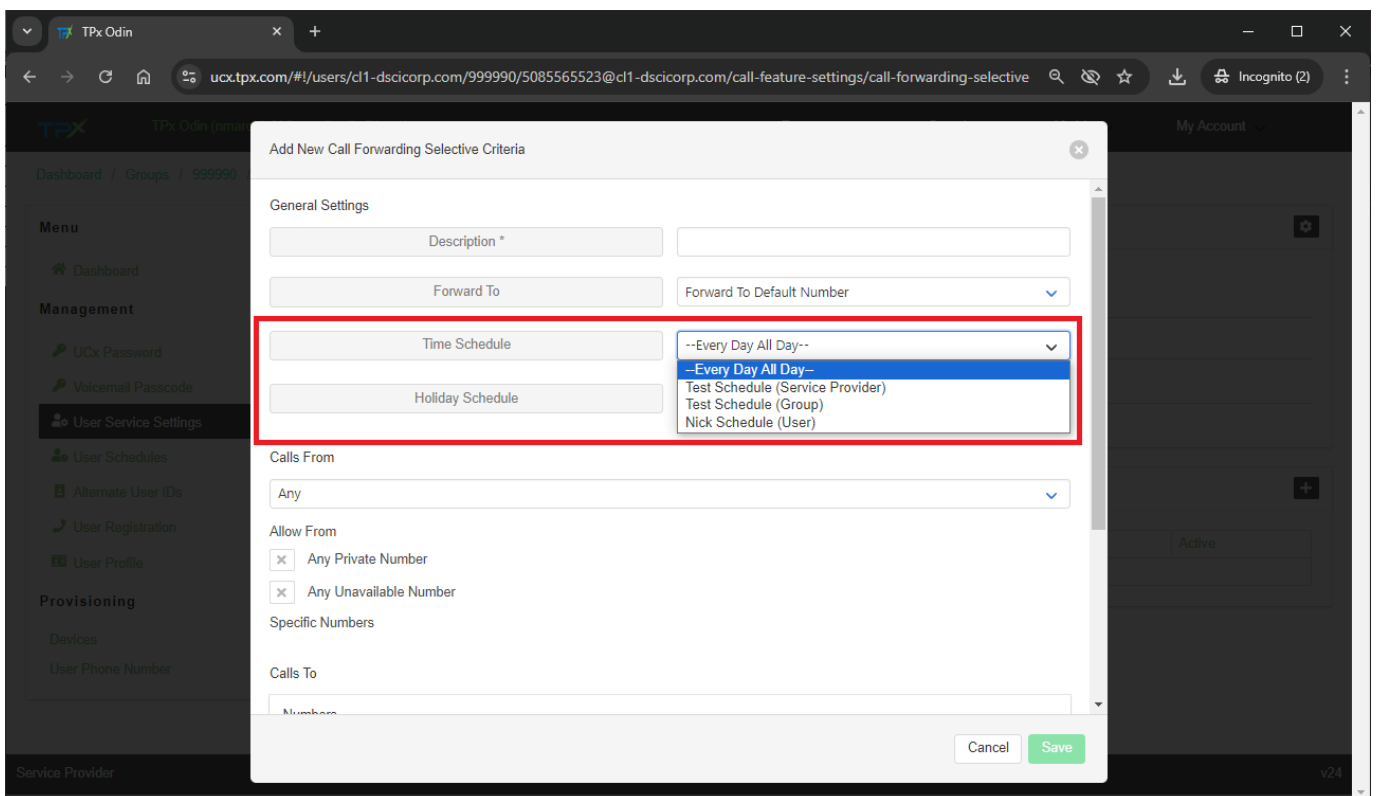 TPx Odin
ucx.tpx.com/#!/users/cl1-dscicorp.com/999990/5085565523@cl1-dscicorp.com/call-feature-settings/call-forwarding-selective
Incognito (2)
TPx
TPx Odin (nmare
My Account
Dashboard / Groups / 999990 /
Add New Call Forwarding Selective Criteria
General Settings
Description *
Forward To
Forward To Default Number
Time Schedule
--Every Day All Day--
--Every Day All Day--
Test Schedule (Service Provider)
Test Schedule (Group)
Nick Schedule (User)
Holiday Schedule
Calls From
Any
Allow From
Any Private Number
Any Unavailable Number
Specific Numbers
Calls To
Numbers
Cancel
Save
Menu
Dashboard
Management
UCx Password
Voicemail Passcode
User Service Settings
User Schedules
Alternate User IDs
User Registration
User Profile
Provisioning
Devices
User Phone Number
Active
Service Provider
v24